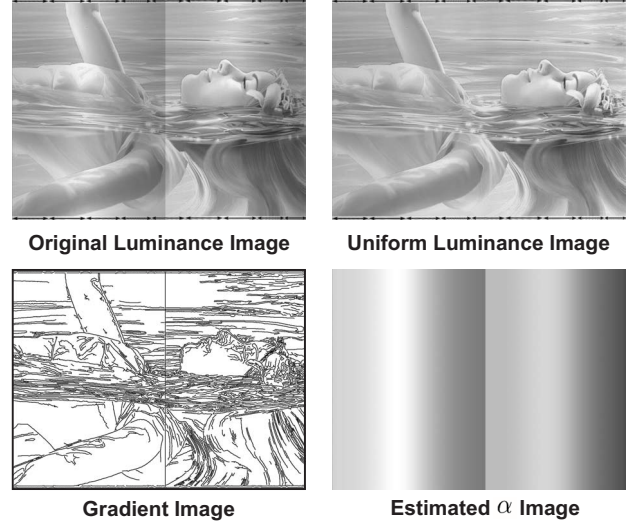 Original Luminance Image
Uniform Luminance Image
Gradient Image
Estimated α Image